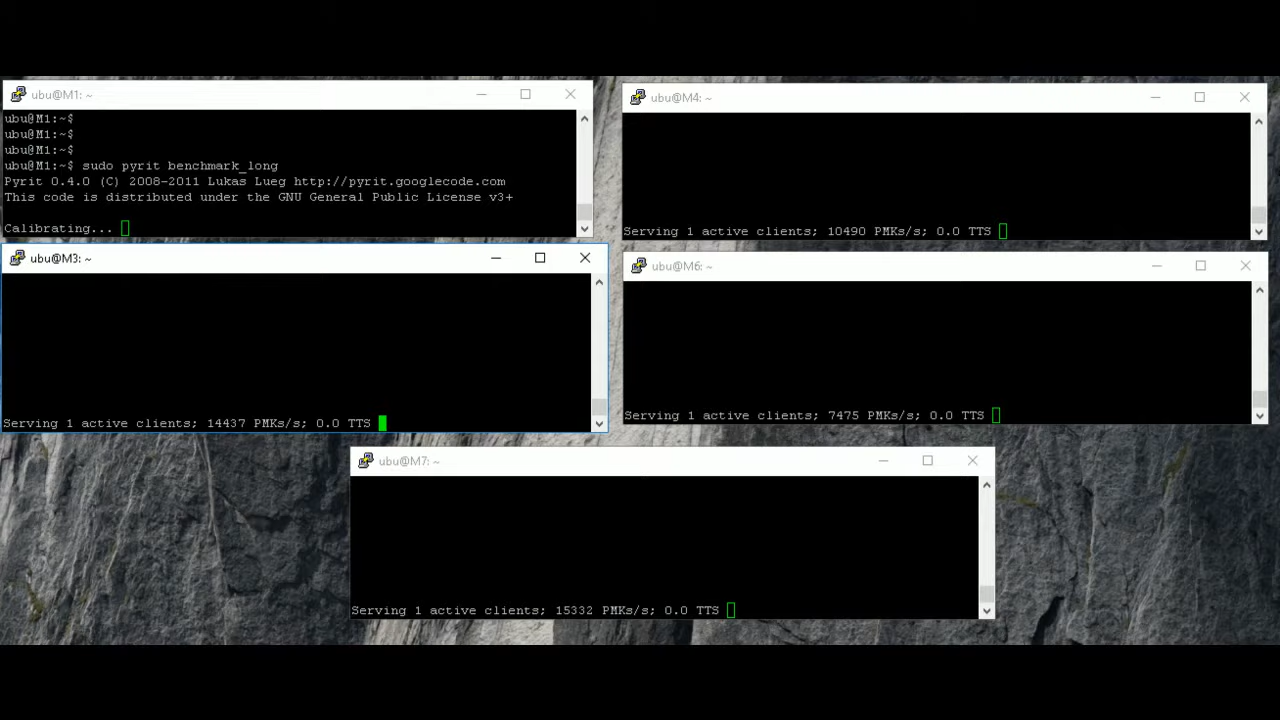 ubu@M1: ~
ubu@M1:~$
ubu@M1:~$
ubu@M1:~$
ubu@M1:~$ sudo pyrit benchmark_long
Pyrit 0.4.0 (C) 2008-2011 Lukas Lueg http://pyrit.googlecode.com
This code is distributed under the GNU General Public License v3+
Calibrating...
ubu@M4: ~
Serving 1 active clients; 10490 PMKs/s; 0.0 TTS
ubu@M3: ~
Serving 1 active clients; 14437 PMKs/s; 0.0 TTS
ubu@M6: ~
Serving 1 active clients; 7475 PMKs/s; 0.0 TTS
ubu@M7: ~
Serving 1 active clients; 15332 PMKs/s; 0.0 TTS